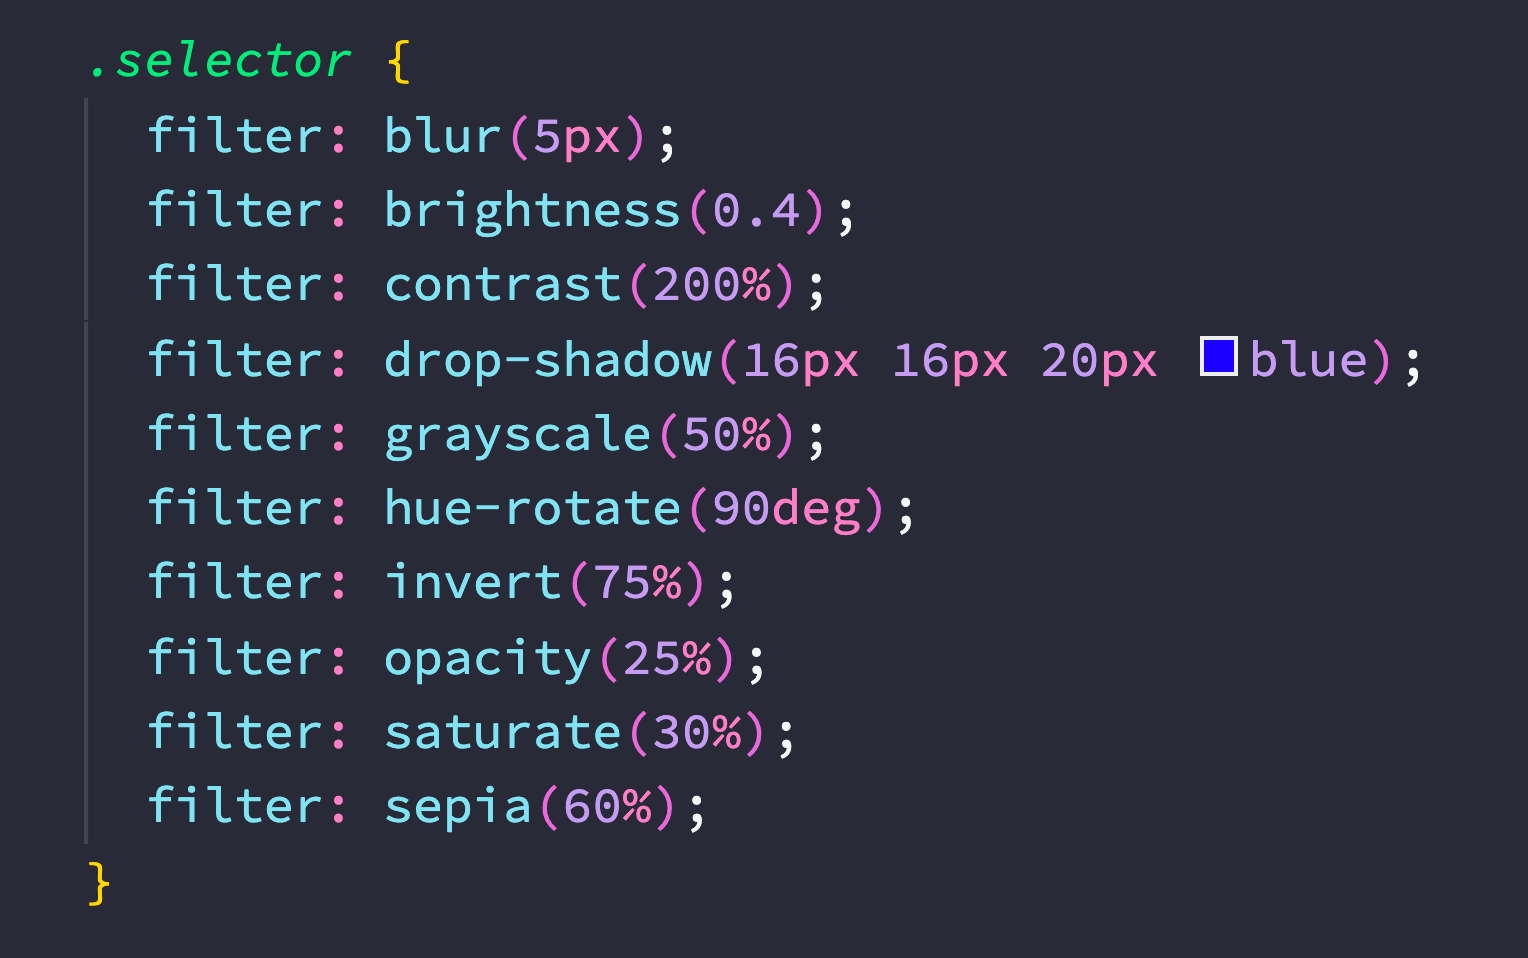 .selector {
  filter: blur(5px);
  filter: brightness(0.4);
  filter: contrast(200%);
  filter: drop-shadow(16px 16px 20px blue);
  filter: grayscale(50%);
  filter: hue-rotate(90deg);
  filter: invert(75%);
  filter: opacity(25%);
  filter: saturate(30%);
  filter: sepia(60%);
}